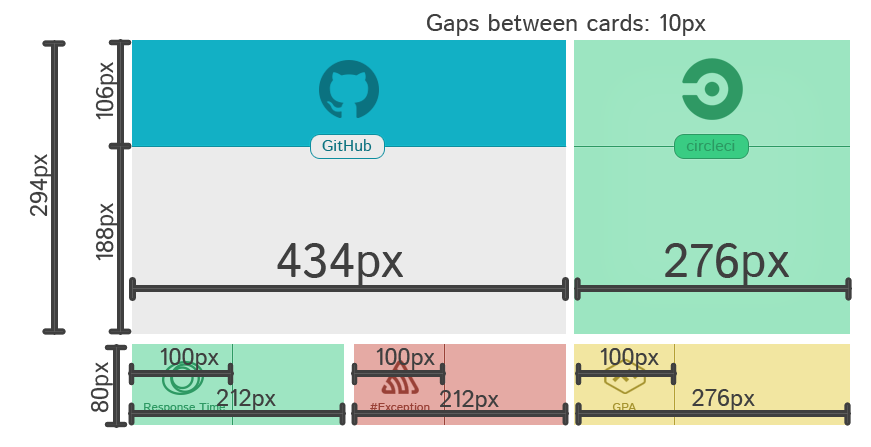 Gaps between cards: 10px
106px
GitHub
circleci
294px
188px
434px
276px
80px
100px
100px
100px
Response Time
212px
#Exception
212px
GPA
276px